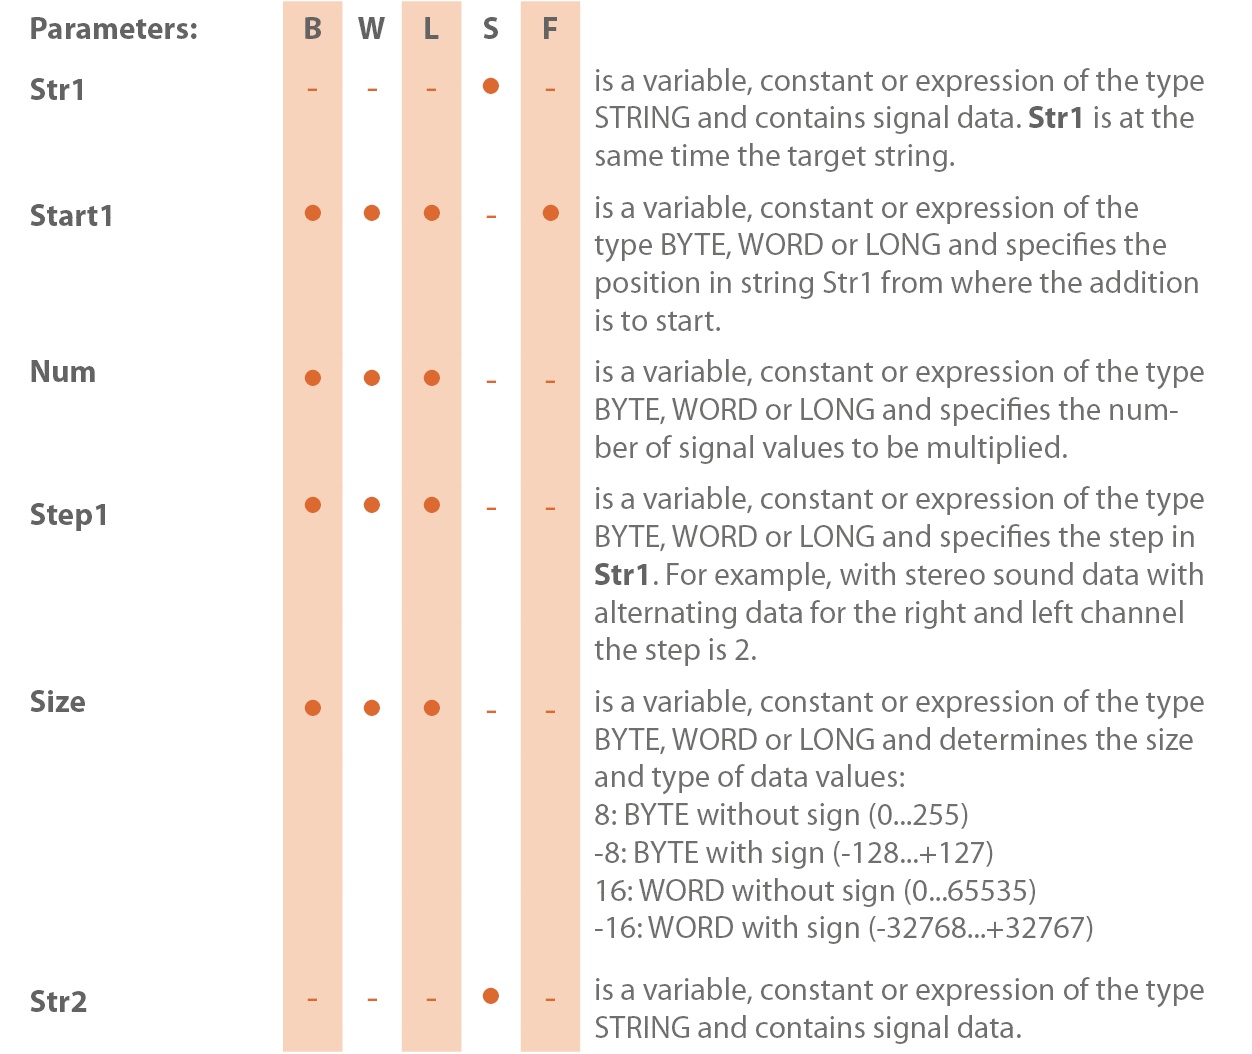 Parameters: B W L S F
Str1 - - - ● - is a variable, constant or expression of the type
STRING and contains signal data. Str1 is at the
same time the target string.
Start1 ● ● ● - ● is a variable, constant or expression of the
type BYTE, WORD or LONG and specifies the
position in string Str1 from where the addition
is to start.
Num ● ● ● - - is a variable, constant or expression of the type
BYTE, WORD or LONG and specifies the num-
ber of signal values to be multiplied.
Step1 ● ● ● - - is a variable, constant or expression of the type
BYTE, WORD or LONG and specifies the step in
Str1. For example, with stereo sound data with
alternating data for the right and left channel
the step is 2.
Size ● ● ● - - is a variable, constant or expression of the type
BYTE, WORD or LONG and determines the size
and type of data values:
8: BYTE without sign (0...255)
-8: BYTE with sign (-128...+127)
16: WORD without sign (0...65535)
-16: WORD with sign (-32768...+32767)
Str2 - - - ● - is a variable, constant or expression of the type
STRING and contains signal data.